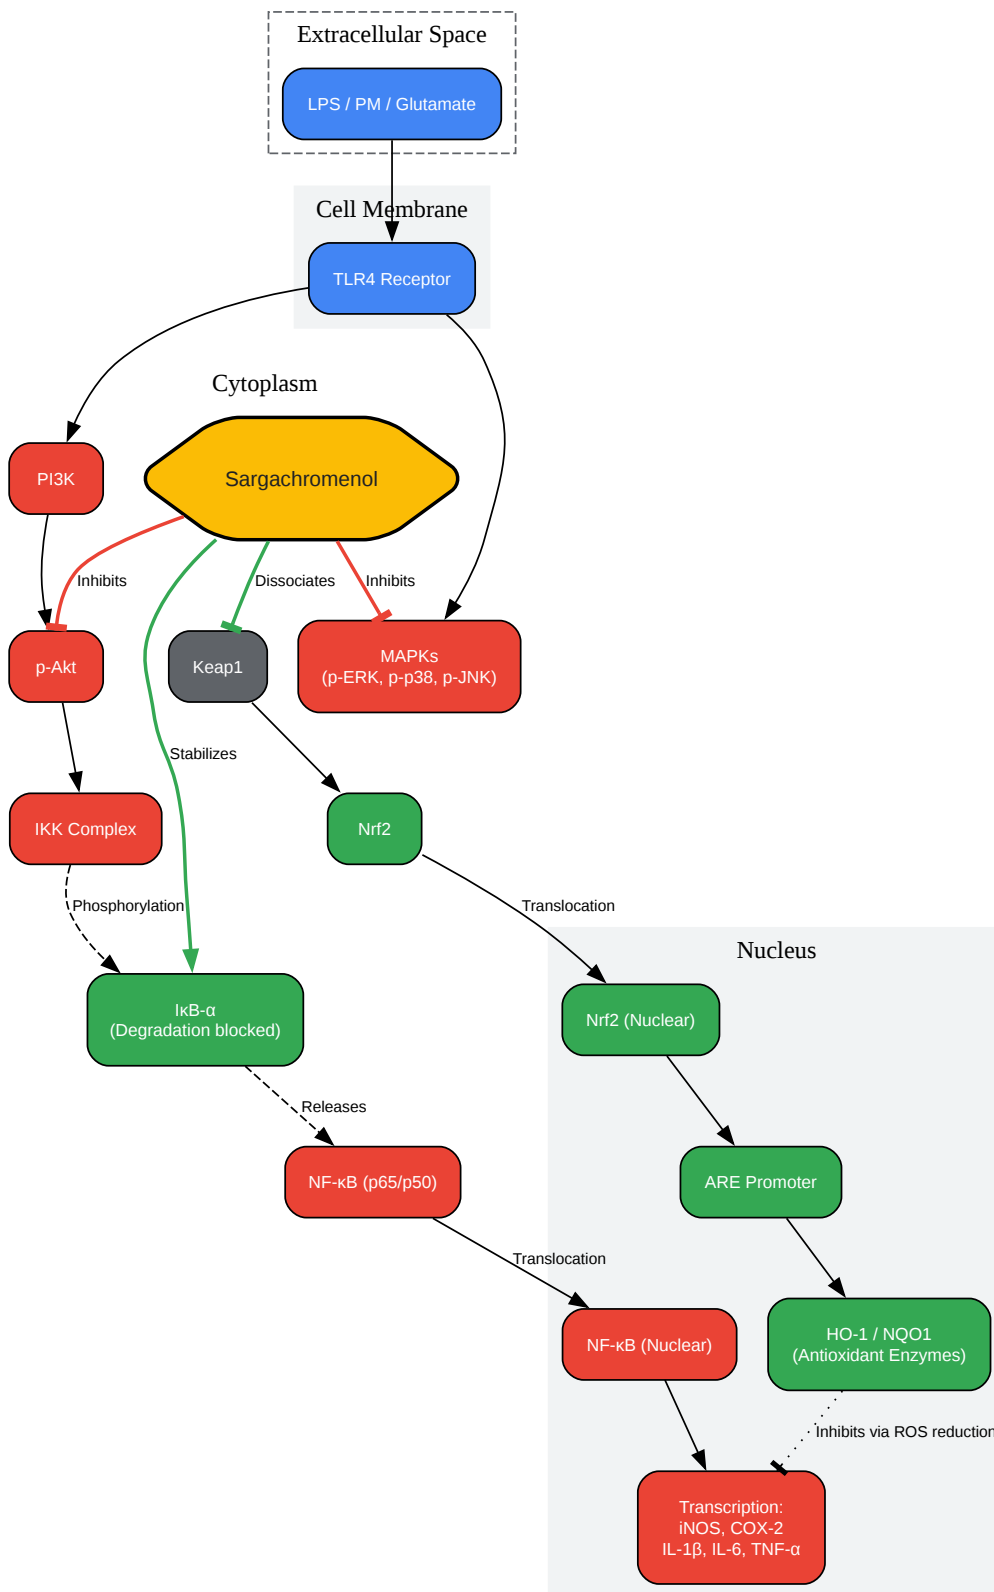 Extracellular Space
LPS / PM / Glutamate
Cell Membrane
TLR4 Receptor
Cytoplasm
PI3K
Sargachromenol
Inhibits
Dissociates
Inhibits
p-Akt
Keap1
MAPKs
(p-ERK, p-p38, p-JNK)
Stabilizes
IKK Complex
Nrf2
Phosphorylation
Translocation
Nucleus
IκB-α
(Degradation blocked)
Nrf2 (Nuclear)
Releases
NF-κB (p65/p50)
ARE Promoter
Translocation
NF-κB (Nuclear)
HO-1 / NQO1
(Antioxidant Enzymes)
Inhibits via ROS reduction
Transcription:
iNOS, COX-2
IL-1β, IL-6, TNF-α